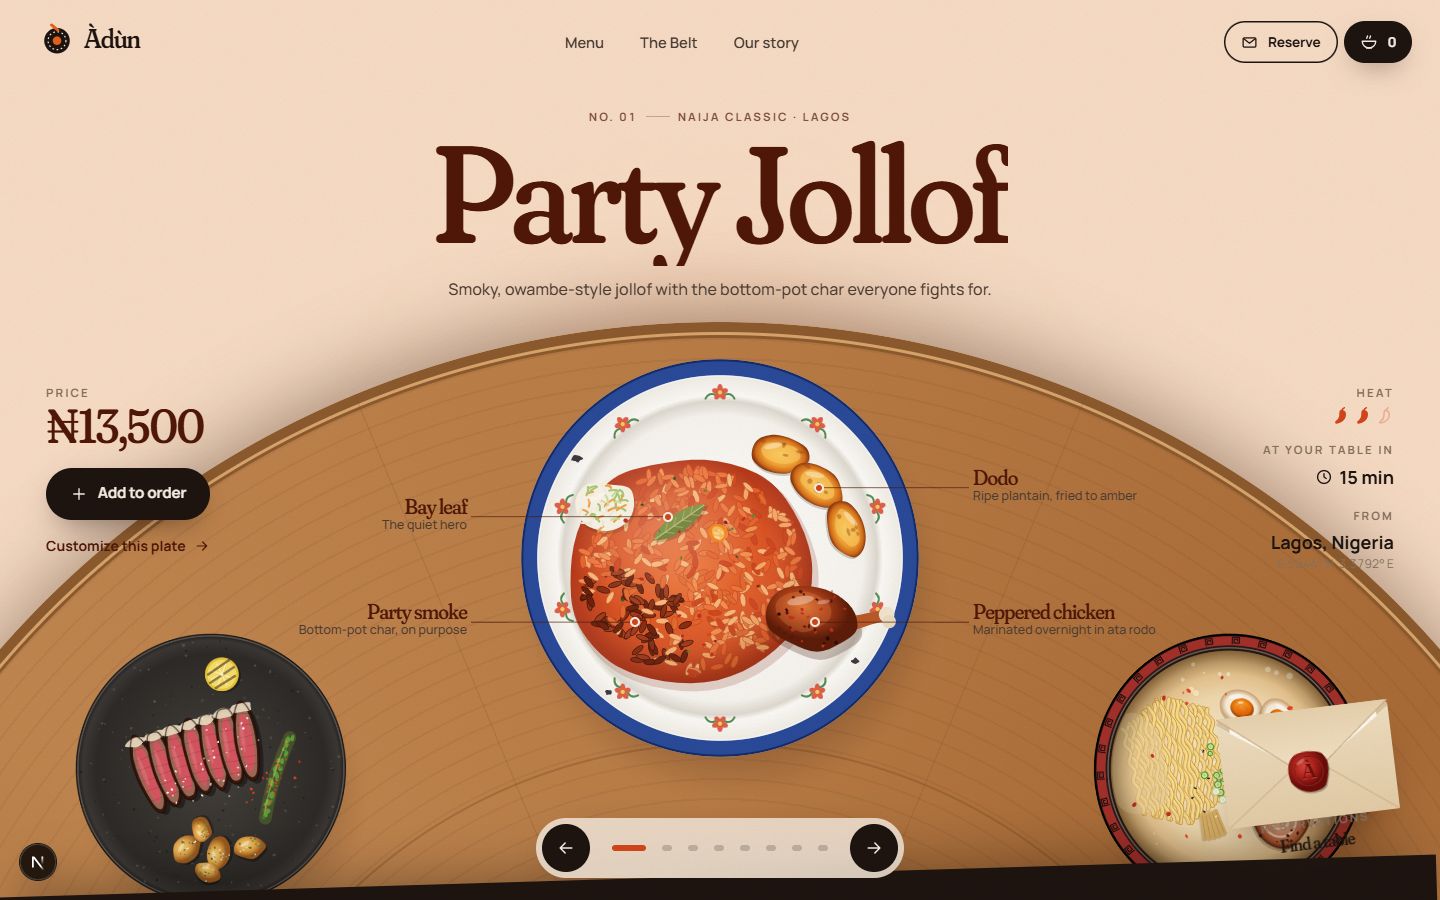 Àdùn
Menu
The Belt
Our story
Reserve
0
NO. 01 — NAIJA CLASSIC · LAGOS
Party Jollof
Smoky, owambe-style jollof with the bottom-pot char everyone fights for.
PRICE
₦13,500
Add to order
Customize this plate →
HEAT
AT YOUR TABLE IN
15 min
FROM
Lagos, Nigeria
Bay leaf
The quiet hero
Party smoke
Bottom-pot char, on purpose
Dodo
Ripe plantain, fried to amber
Peppered chicken
Marinated overnight in ata rodo
À
Find a table
N